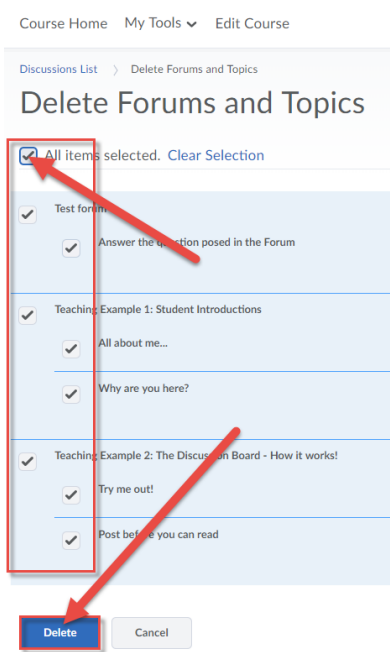 Course Home My Tools Edit Course
Discussions List > Delete Forums and Topics
Delete Forums and Topics
All items selected. Clear Selection
Test forum
Answer the question posed in the Forum
Teaching Example 1: Student Introductions
All about me...
Why are you here?
Teaching Example 2: The Discussion Board - How it works!
Try me out!
Post before you can read
Delete Cancel